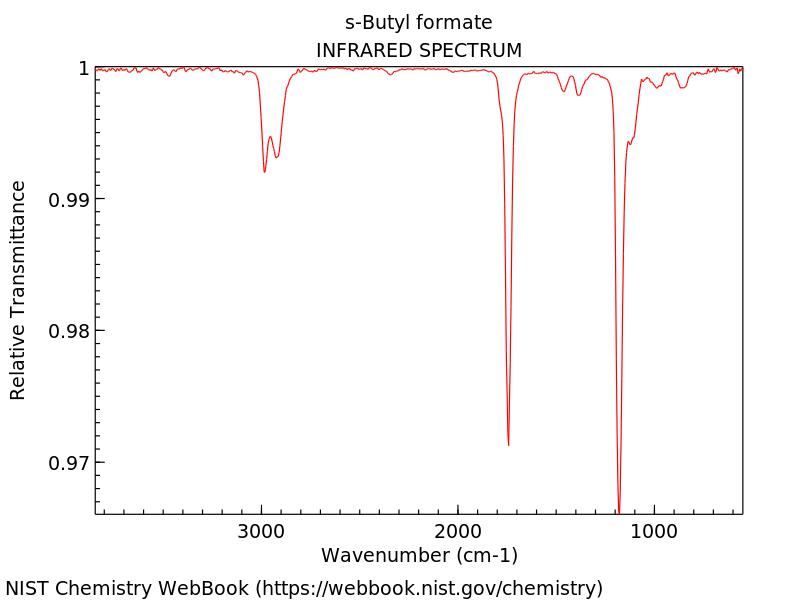 s-Butyl formate
INFRARED SPECTRUM
1
0.99
0.98
0.97
Relative Transmittance
3000 2000 1000
Wavenumber (cm-1)
NIST Chemistry WebBook (https://webbook.nist.gov/chemistry)